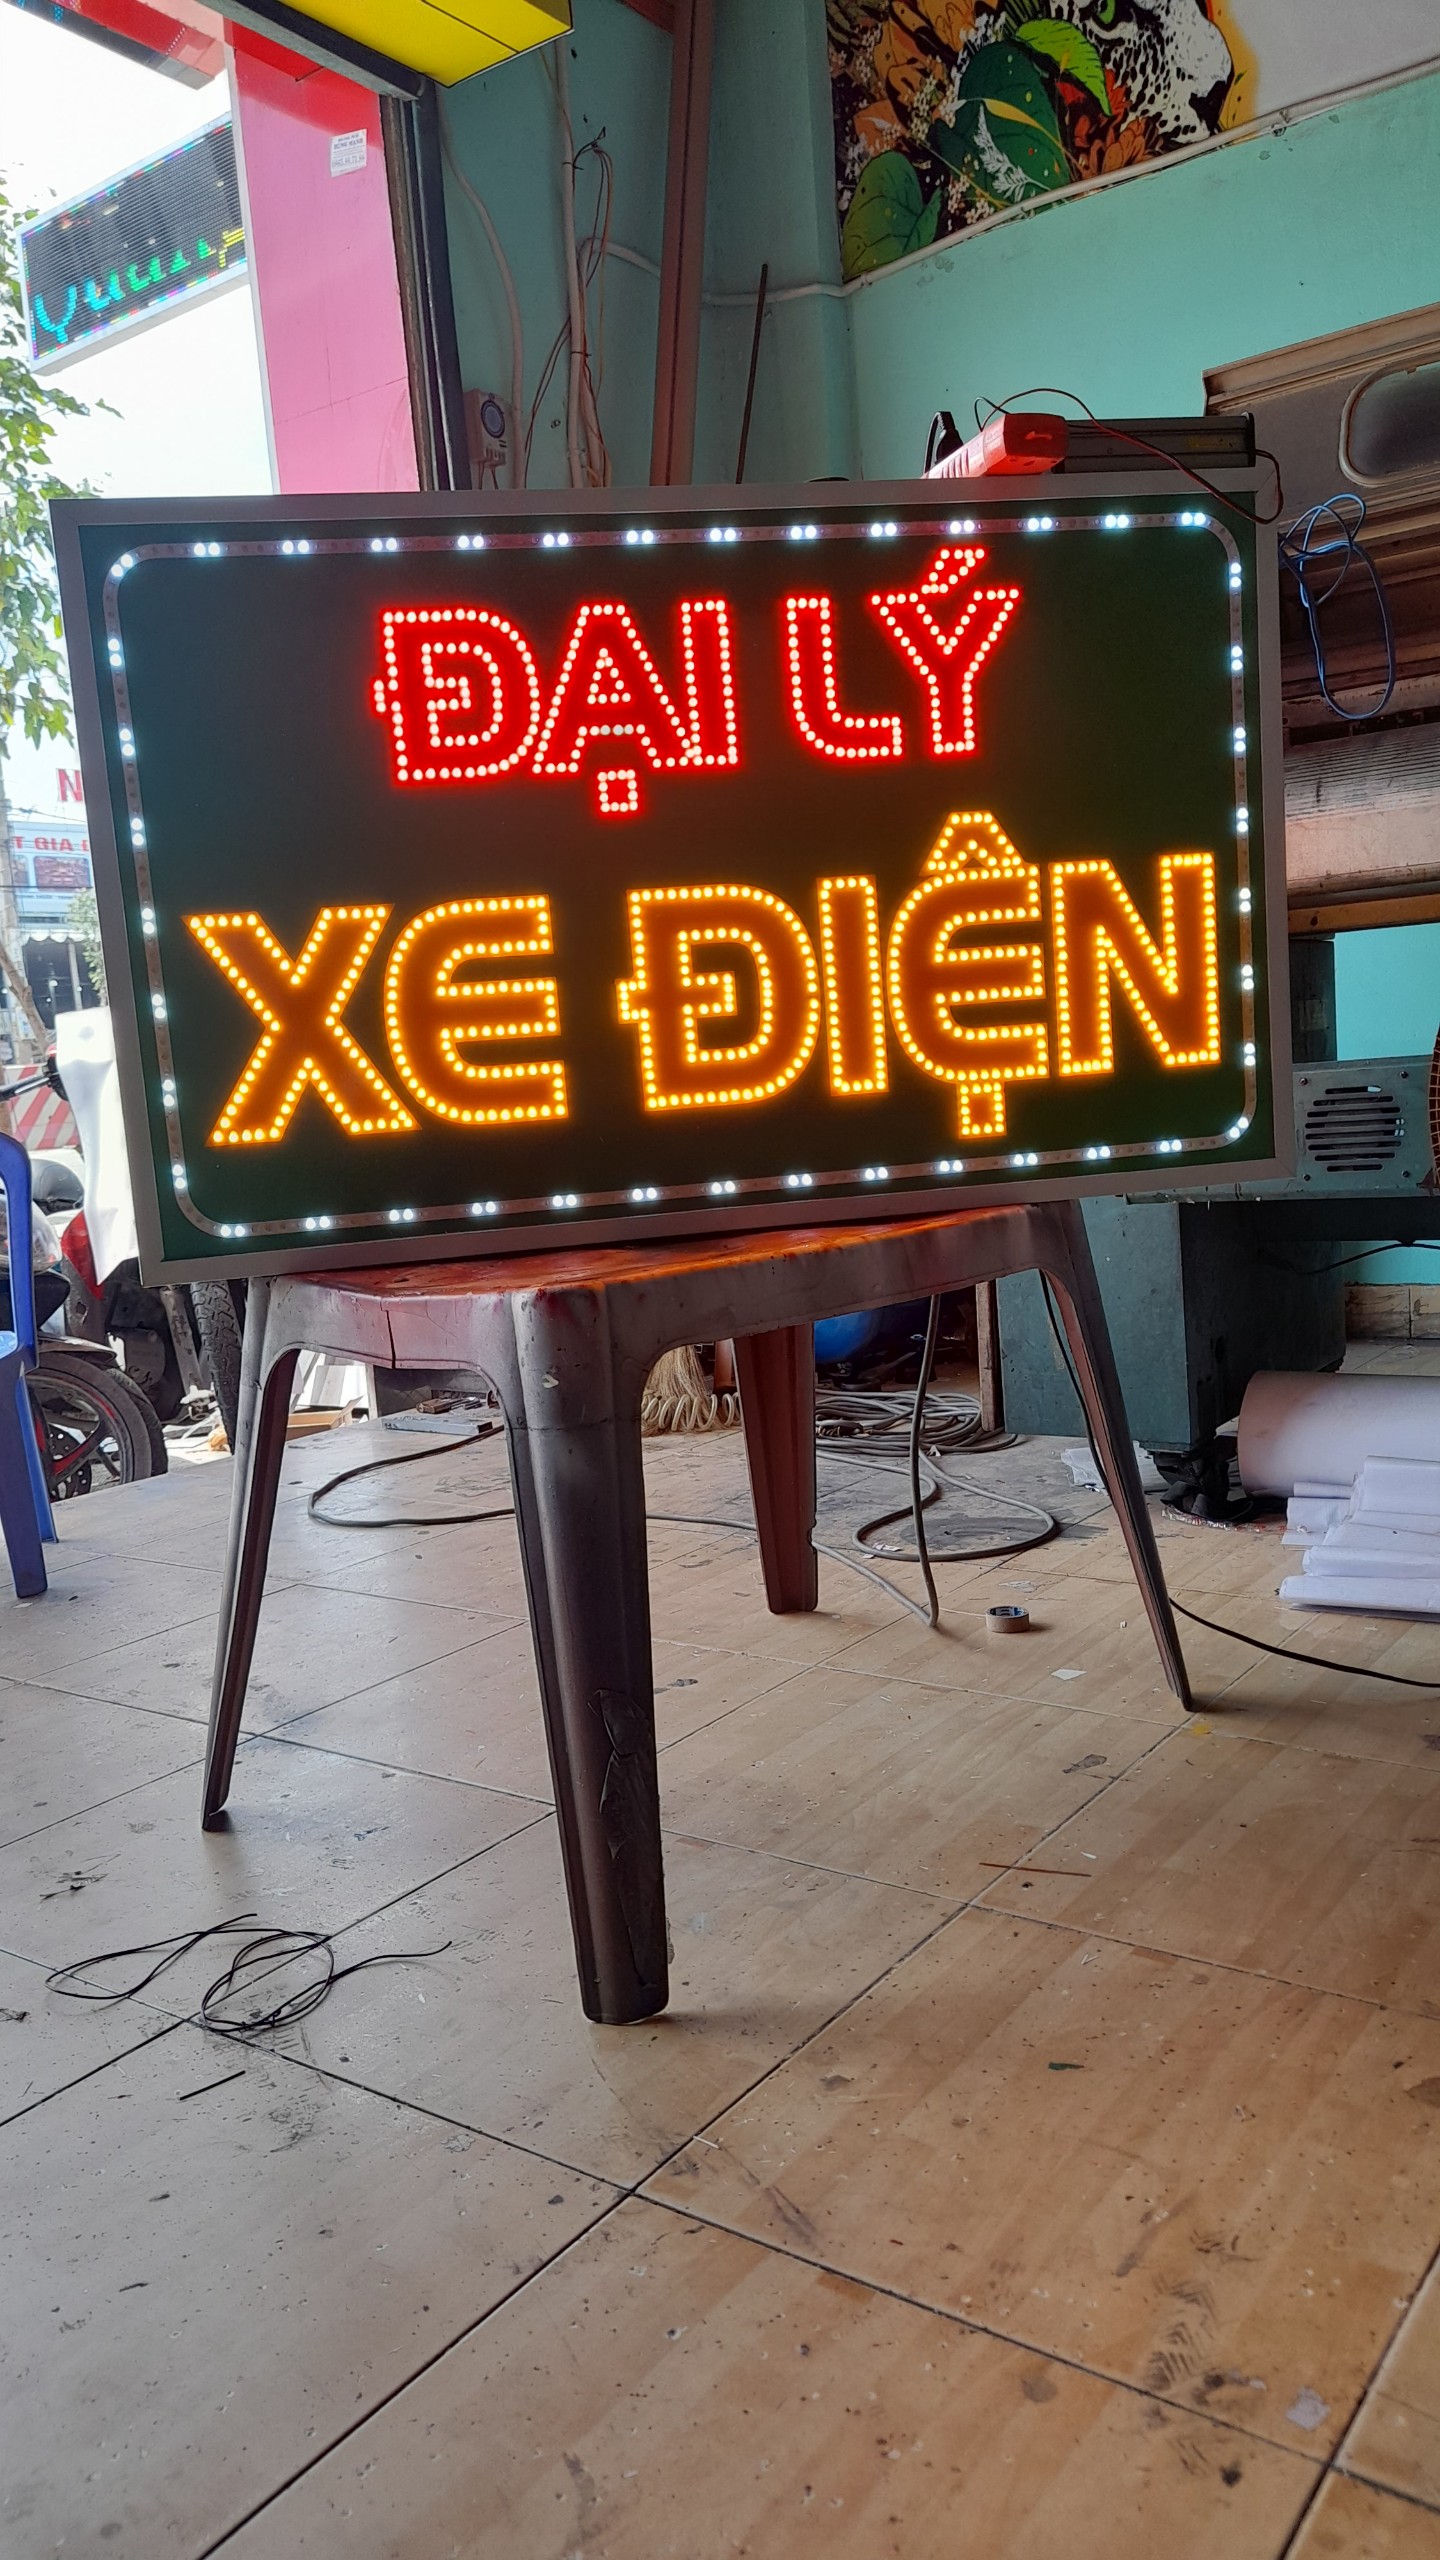 ĐẠI LÝ
XE ĐIỆN